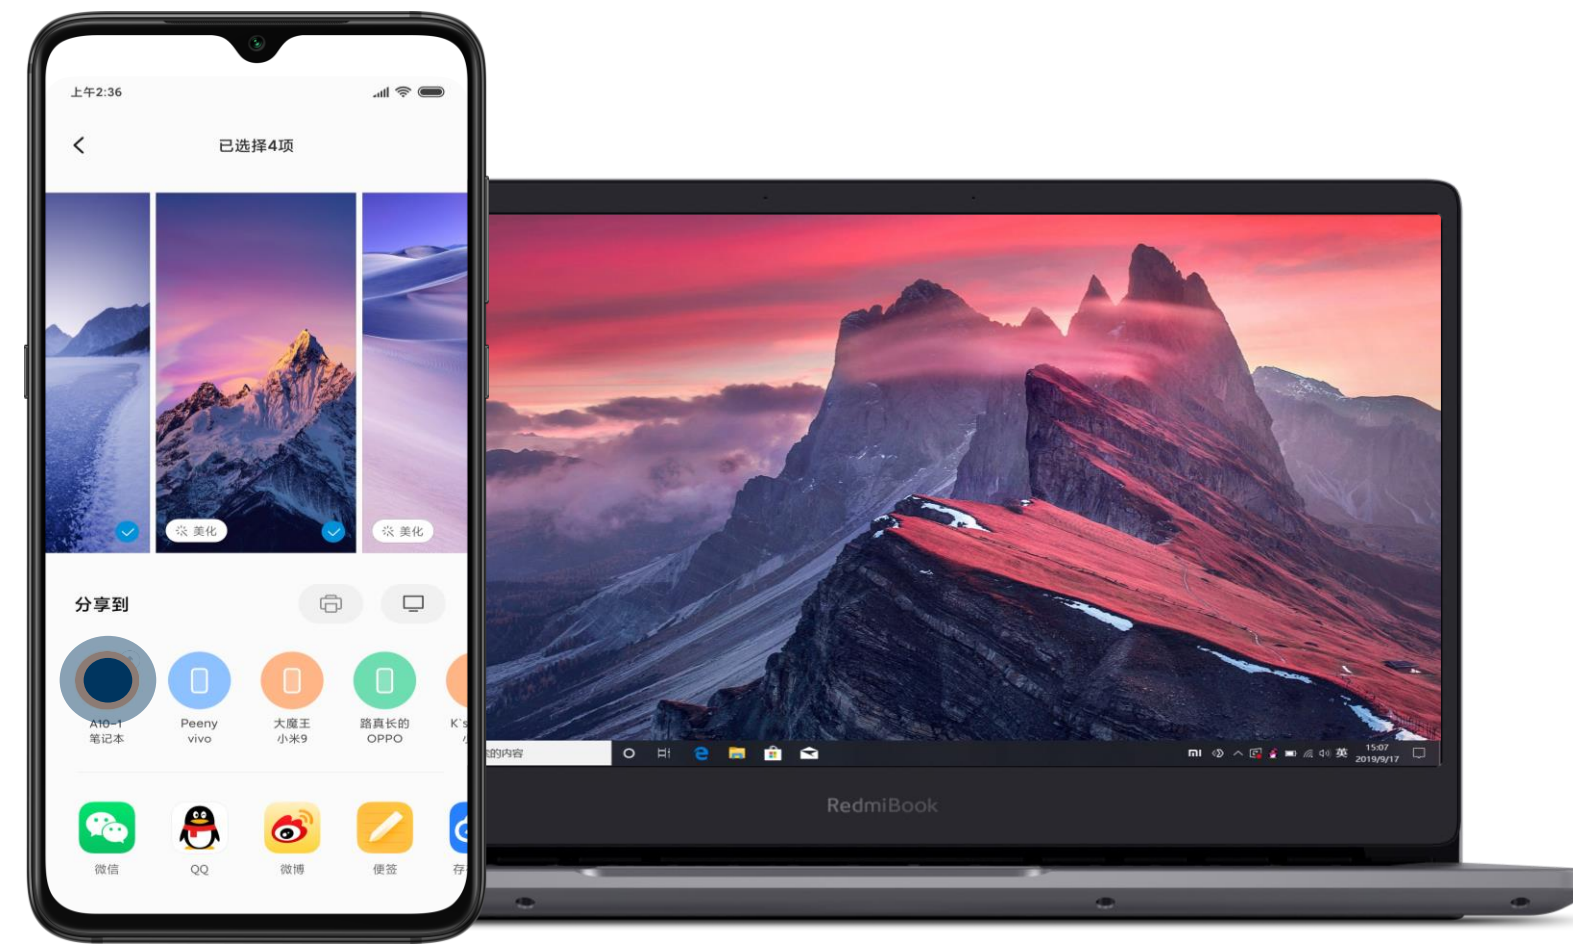 上午2:36
已选择4项
美化
美化
分享到
A10-1
笔记本
Peeny
vivo
大魔王
小米9
路真长的
OPPO
K's
微信
QQ
微博
便签
存
的内容
英
15:07
2019/9/17
RedmiBook